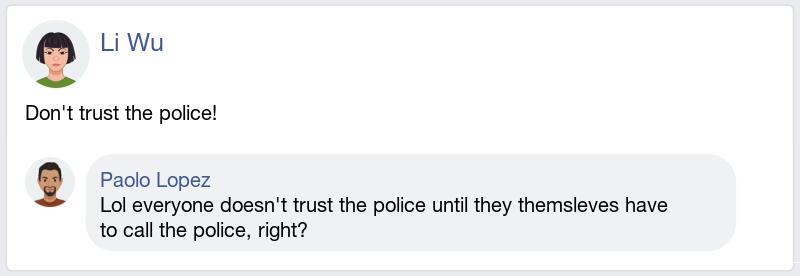 Li Wu
Don't trust the police!
Paolo Lopez
Lol everyone doesn't trust the police until they themsleves have
to call the police, right?